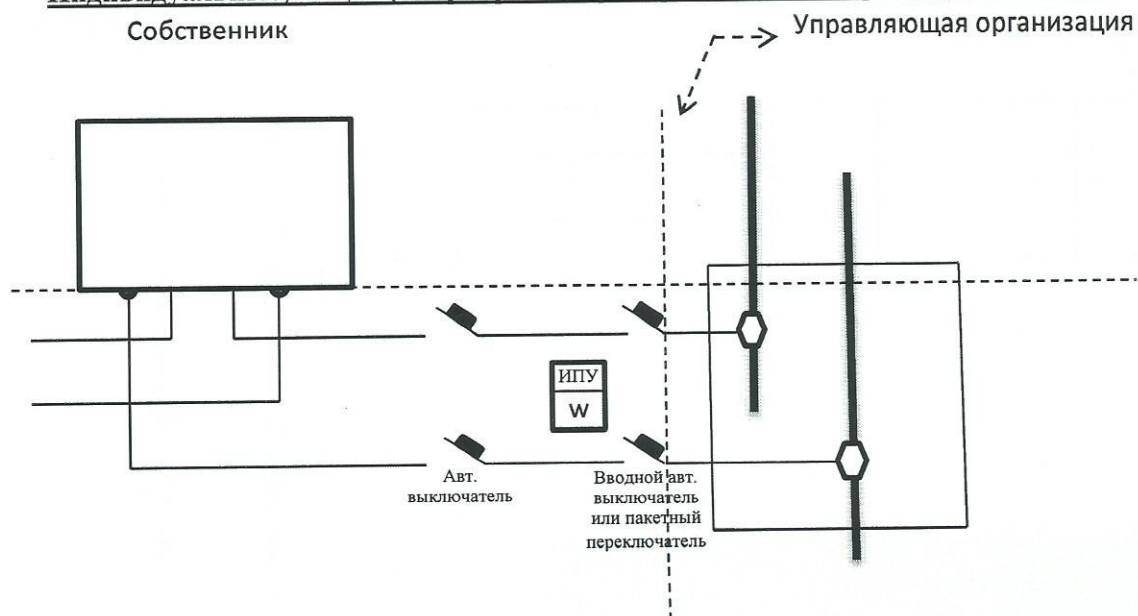 Собственник
Управляющая организация
ИПУ
W
Авт.
выключатель
Вводной авт.
выключатель
или пакетный
переключатель